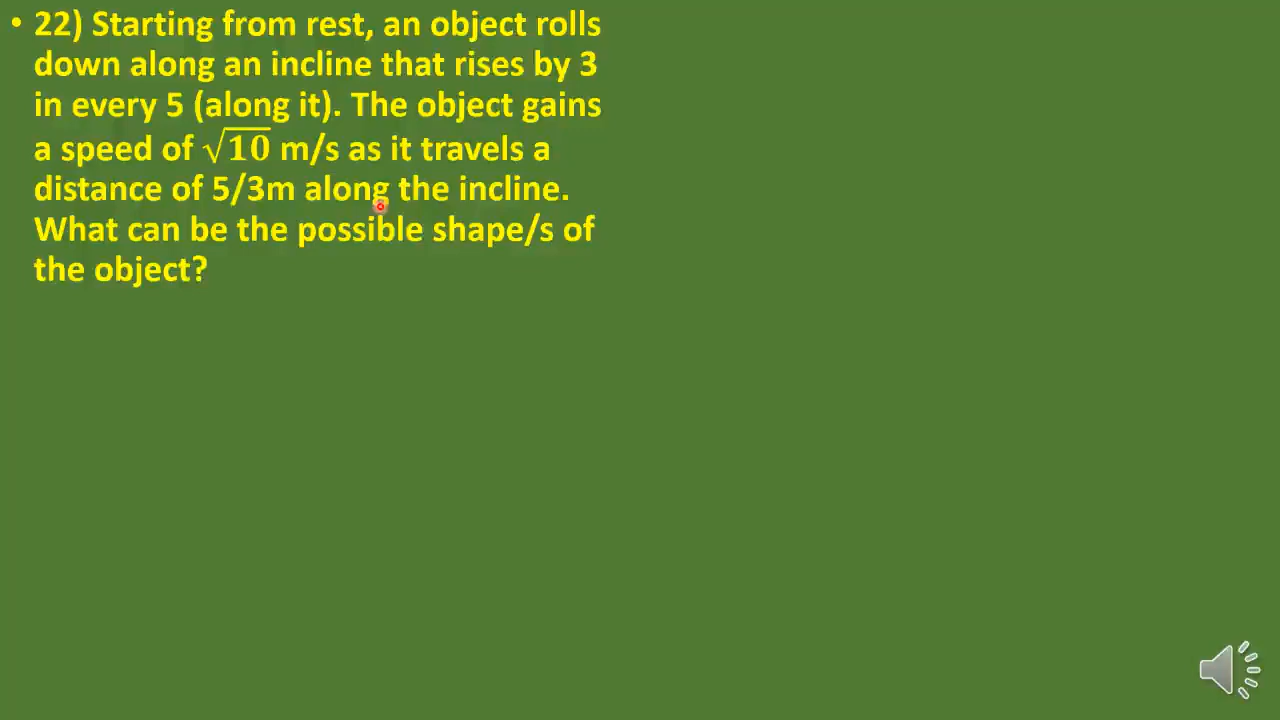 • 22) Starting from rest, an object rolls
down along an incline that rises by 3
in every 5 (along it). The object gains
a speed of √10 m/s as it travels a
distance of 5/3m along the incline.
What can be the possible shape/s of
the object?